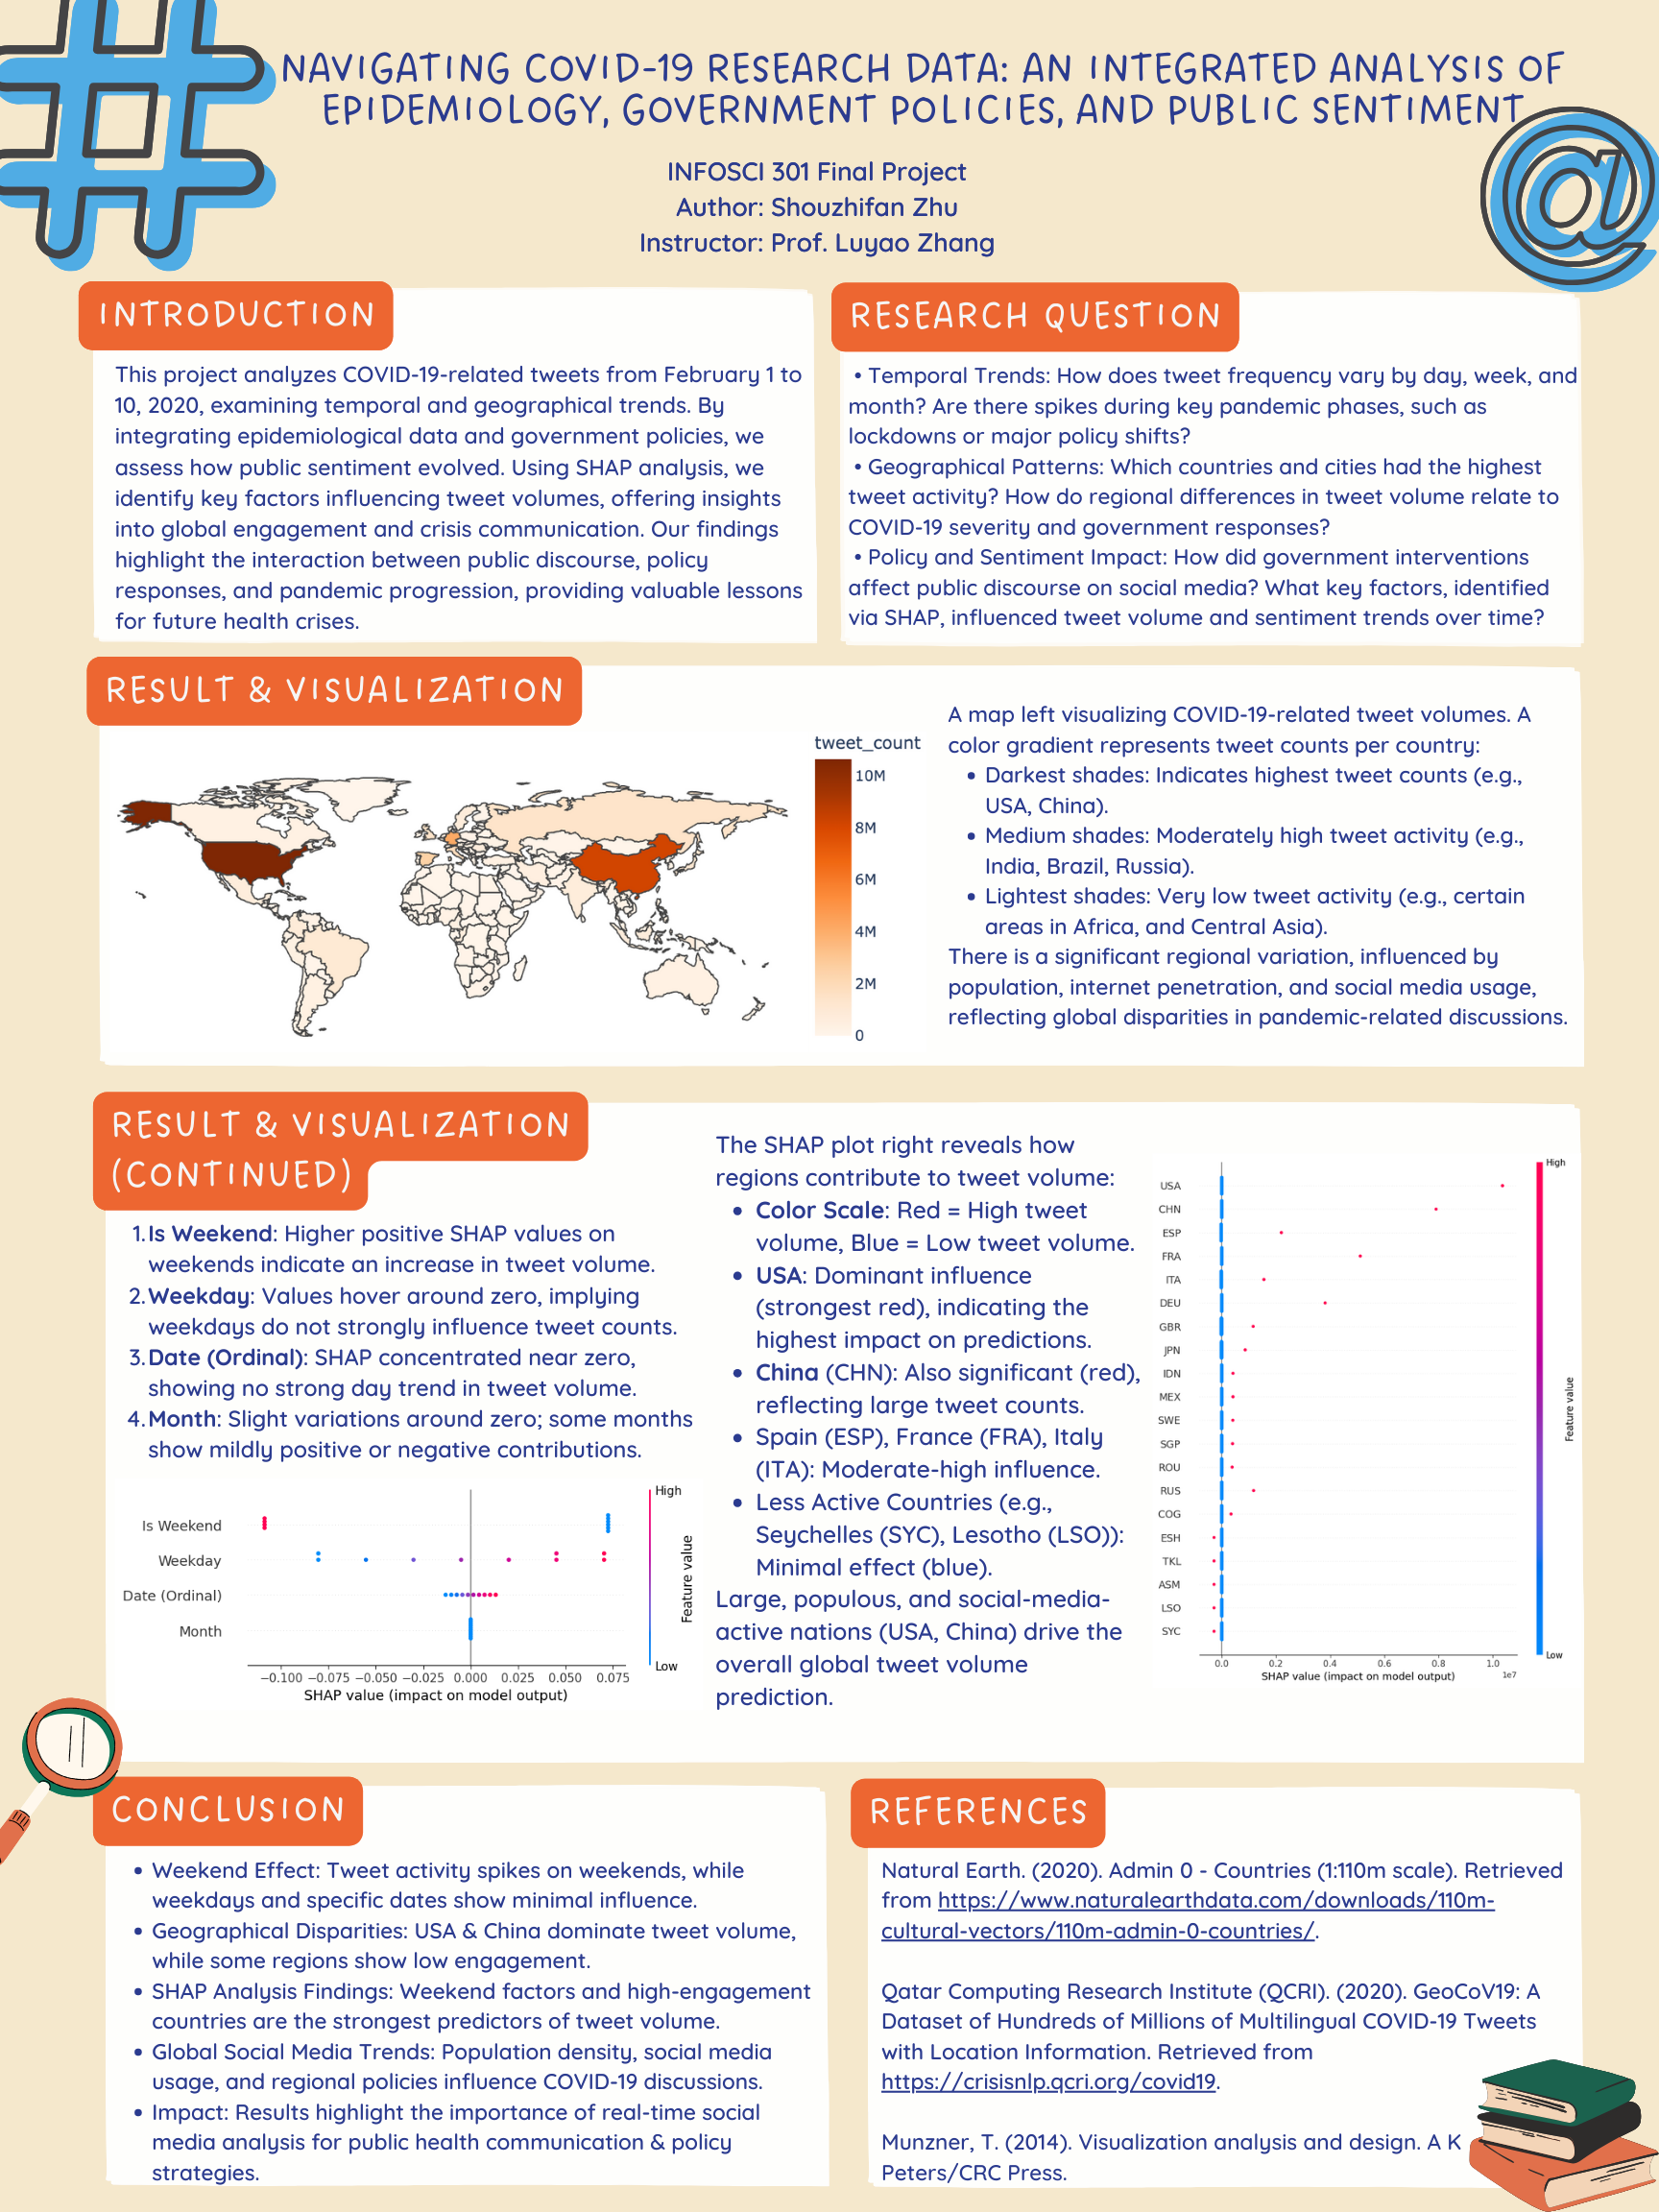 NAVIGATING COVID-19 RESEARCH DATA: AN INTEGRATED ANALYSIS OF
EPIDEMIOLOGY, GOVERNMENT POLICIES, AND PUBLIC SENTIMENT
INFOSCI 301 Final Project
Author: Shouzhifan Zhu
Instructor: Prof. Luyao Zhang
INTRODUCTION
This project analyzes COVID-19-related tweets from February 1 to
10, 2020, examining temporal and geographical trends. By
integrating epidemiological data and government policies, we
assess how public sentiment evolved. Using SHAP analysis, we
identify key factors influencing tweet volumes, offering insights
into global engagement and crisis communication. Our findings
highlight the interaction between public discourse, policy
responses, and pandemic progression, providing valuable lessons
for future health crises.
RESEARCH QUESTION
• Temporal Trends: How does tweet frequency vary by day, week, and
month? Are there spikes during key pandemic phases, such as
lockdowns or major policy shifts?
• Geographical Patterns: Which countries and cities had the highest
tweet activity? How do regional differences in tweet volume relate to
COVID-19 severity and government responses?
• Policy and Sentiment Impact: How did government interventions
affect public discourse on social media? What key factors, identified
via SHAP, influenced tweet volume and sentiment trends over time?
RESULT & VISUALIZATION
tweet_count
10M
8M
6M
4M
2M
0
A map left visualizing COVID-19-related tweet volumes. A
color gradient represents tweet counts per country:
• Darkest shades: Indicates highest tweet counts (e.g.,
USA, China).
• Medium shades: Moderately high tweet activity (e.g.,
India, Brazil, Russia).
• Lightest shades: Very low tweet activity (e.g., certain
areas in Africa, and Central Asia).
There is a significant regional variation, influenced by
population, internet penetration, and social media usage,
reflecting global disparities in pandemic-related discussions.
RESULT & VISUALIZATION
(CONTINUED)
1. Is Weekend: Higher positive SHAP values on
weekends indicate an increase in tweet volume.
2. Weekday: Values hover around zero, implying
weekdays do not strongly influence tweet counts.
3. Date (Ordinal): SHAP concentrated near zero,
showing no strong day trend in tweet volume.
4. Month: Slight variations around zero; some months
show mildly positive or negative contributions.
High
Is Weekend
Weekday
Date (Ordinal)
Month
Feature value
Low
−0.100 −0.075 −0.050 −0.025 0.000 0.025 0.050 0.075
SHAP value (impact on model output)
The SHAP plot right reveals how
regions contribute to tweet volume:
• Color Scale: Red = High tweet
volume, Blue = Low tweet volume.
• USA: Dominant influence
(strongest red), indicating the
highest impact on predictions.
• China (CHN): Also significant (red),
reflecting large tweet counts.
• Spain (ESP), France (FRA), Italy
(ITA): Moderate-high influence.
• Less Active Countries (e.g.,
Seychelles (SYC), Lesotho (LSO)):
Minimal effect (blue).
Large, populous, and social-media-
active nations (USA, China) drive the
overall global tweet volume
prediction.
High
USA
CHN
ESP
FRA
ITA
DEU
GBR
JPN
IDN
MEX
SWE
SGP
ROU
RUS
COG
ESH
TKL
ASM
LSO
SYC
Feature value
Low
0.0 0.2 0.4 0.6 0.8 1.0
1e7
SHAP value (impact on model output)
CONCLUSION
• Weekend Effect: Tweet activity spikes on weekends, while
weekdays and specific dates show minimal influence.
• Geographical Disparities: USA & China dominate tweet volume,
while some regions show low engagement.
• SHAP Analysis Findings: Weekend factors and high-engagement
countries are the strongest predictors of tweet volume.
• Global Social Media Trends: Population density, social media
usage, and regional policies influence COVID-19 discussions.
• Impact: Results highlight the importance of real-time social
media analysis for public health communication & policy
strategies.
REFERENCES
Natural Earth. (2020). Admin 0 - Countries (1:110m scale). Retrieved
from https://www.naturalearthdata.com/downloads/110m-
cultural-vectors/110m-admin-0-countries/.
Qatar Computing Research Institute (QCRI). (2020). GeoCoV19: A
Dataset of Hundreds of Millions of Multilingual COVID-19 Tweets
with Location Information. Retrieved from
https://crisisnlp.qcri.org/covid19.
Munzner, T. (2014). Visualization analysis and design. A K
Peters/CRC Press.